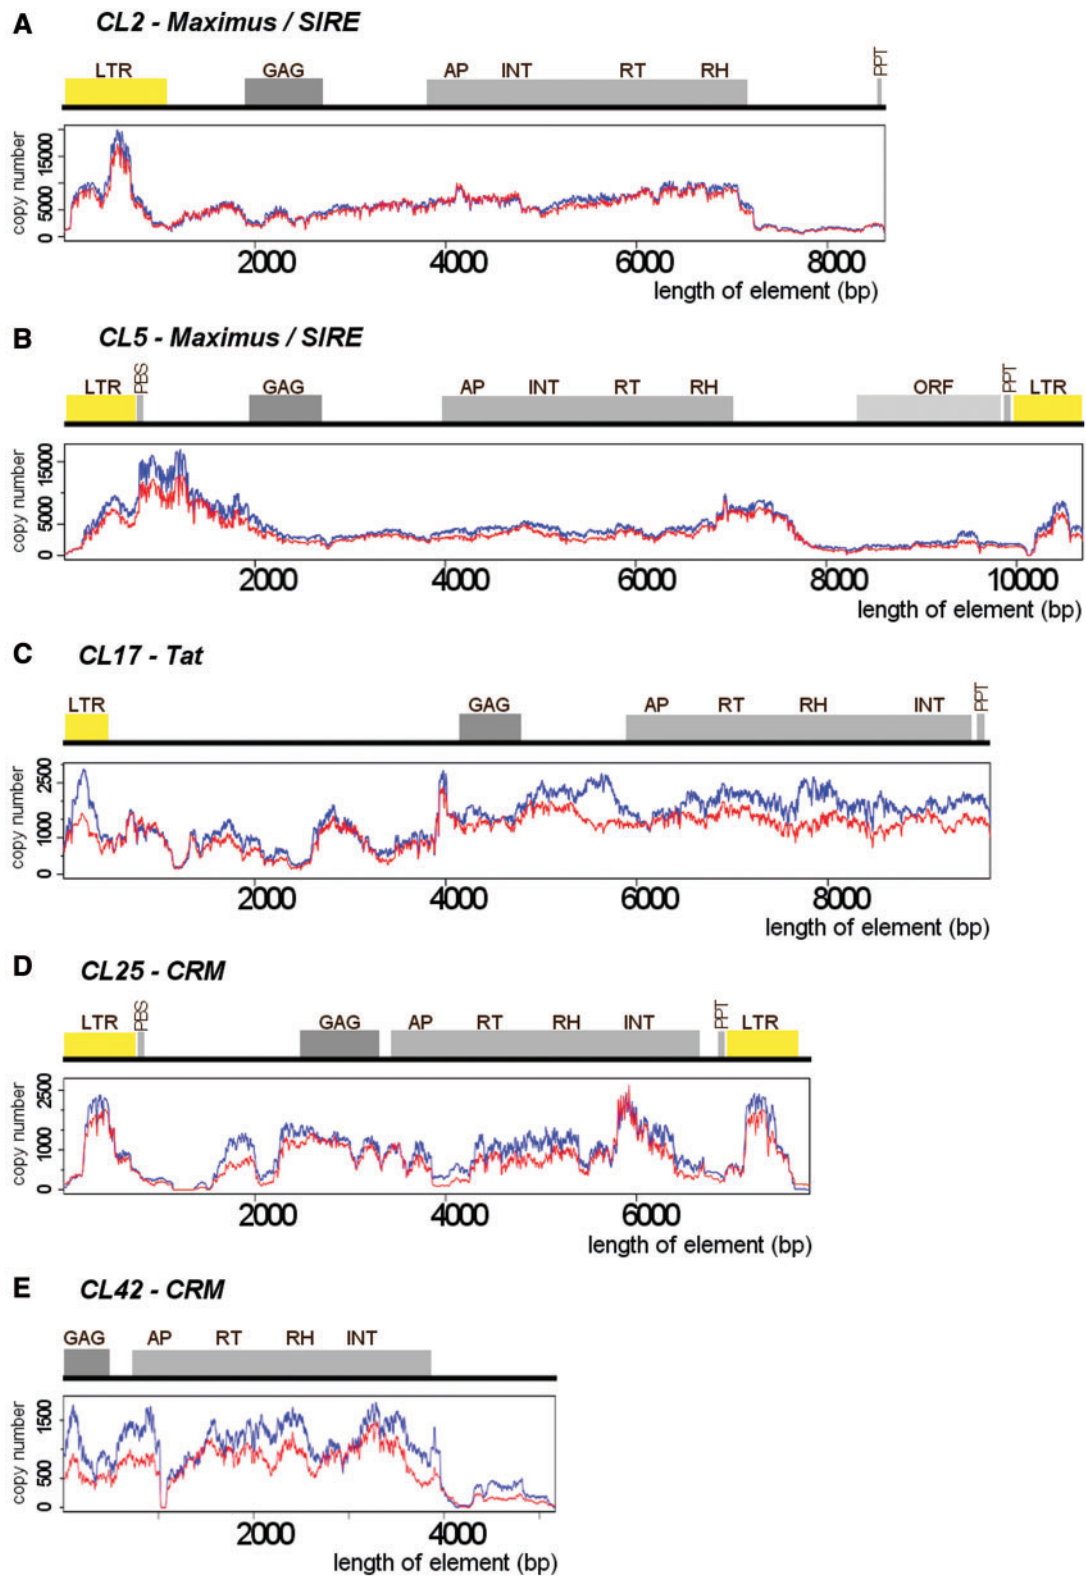 A CL2 - Maximus / SIRE
LTR GAG AP INT RT RH PPT
copy number
0 5000 15000
2000 4000 6000 8000
length of element (bp)
B CL5 - Maximus / SIRE
LTR PBS GAG AP INT RT RH ORF PPT LTR
copy number
0 5000 15000
2000 4000 6000 8000 10000
length of element (bp)
C CL17 - Tat
LTR GAG AP RT RH INT PPT
copy number
0 1000 2500
2000 4000 8000
length of element (bp)
D CL25 - CRM
LTR PBS GAG AP RT RH INT PPT LTR
copy number
0 1000 2500
2000 4000 6000
length of element (bp)
E CL42 - CRM
GAG AP RT RH INT
copy number
0 500 1500
2000 4000
length of element (bp)